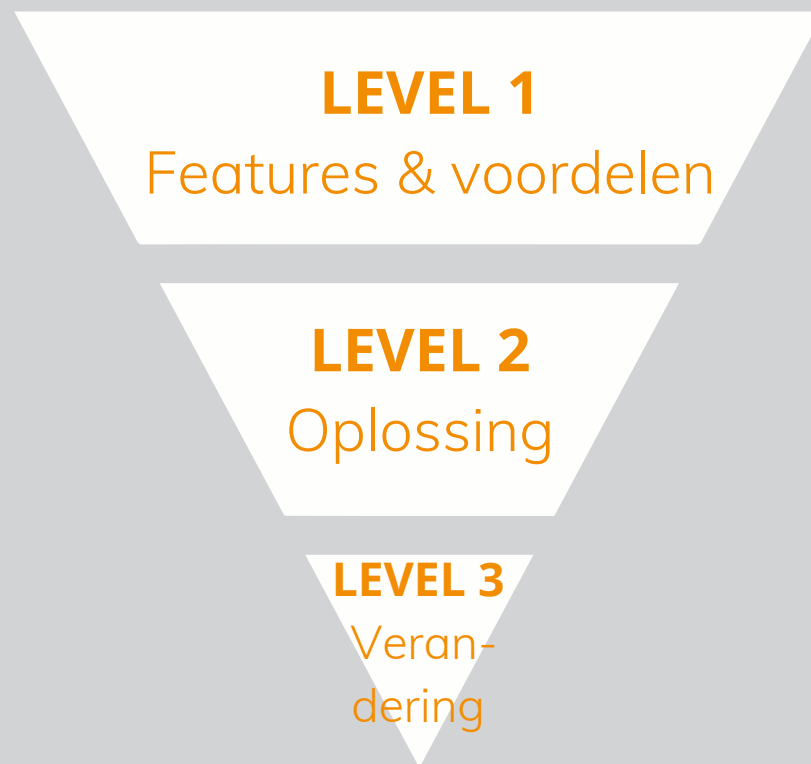 LEVEL 1
Features & voordelen
LEVEL 2
Oplossing
LEVEL 3
Veran-
dering